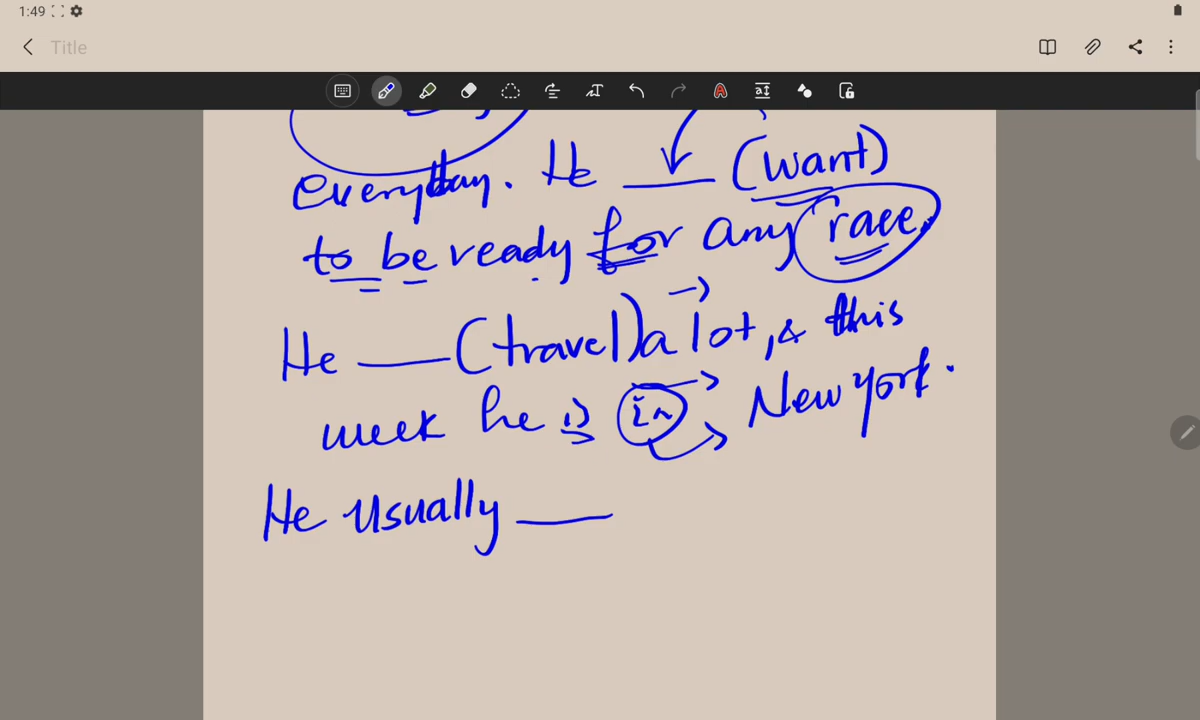 1:49
Title
everyday. He ___ (want)
to be ready for any race.
He ___ (travel) a lot, & this
week he is in New york.
He usually ___